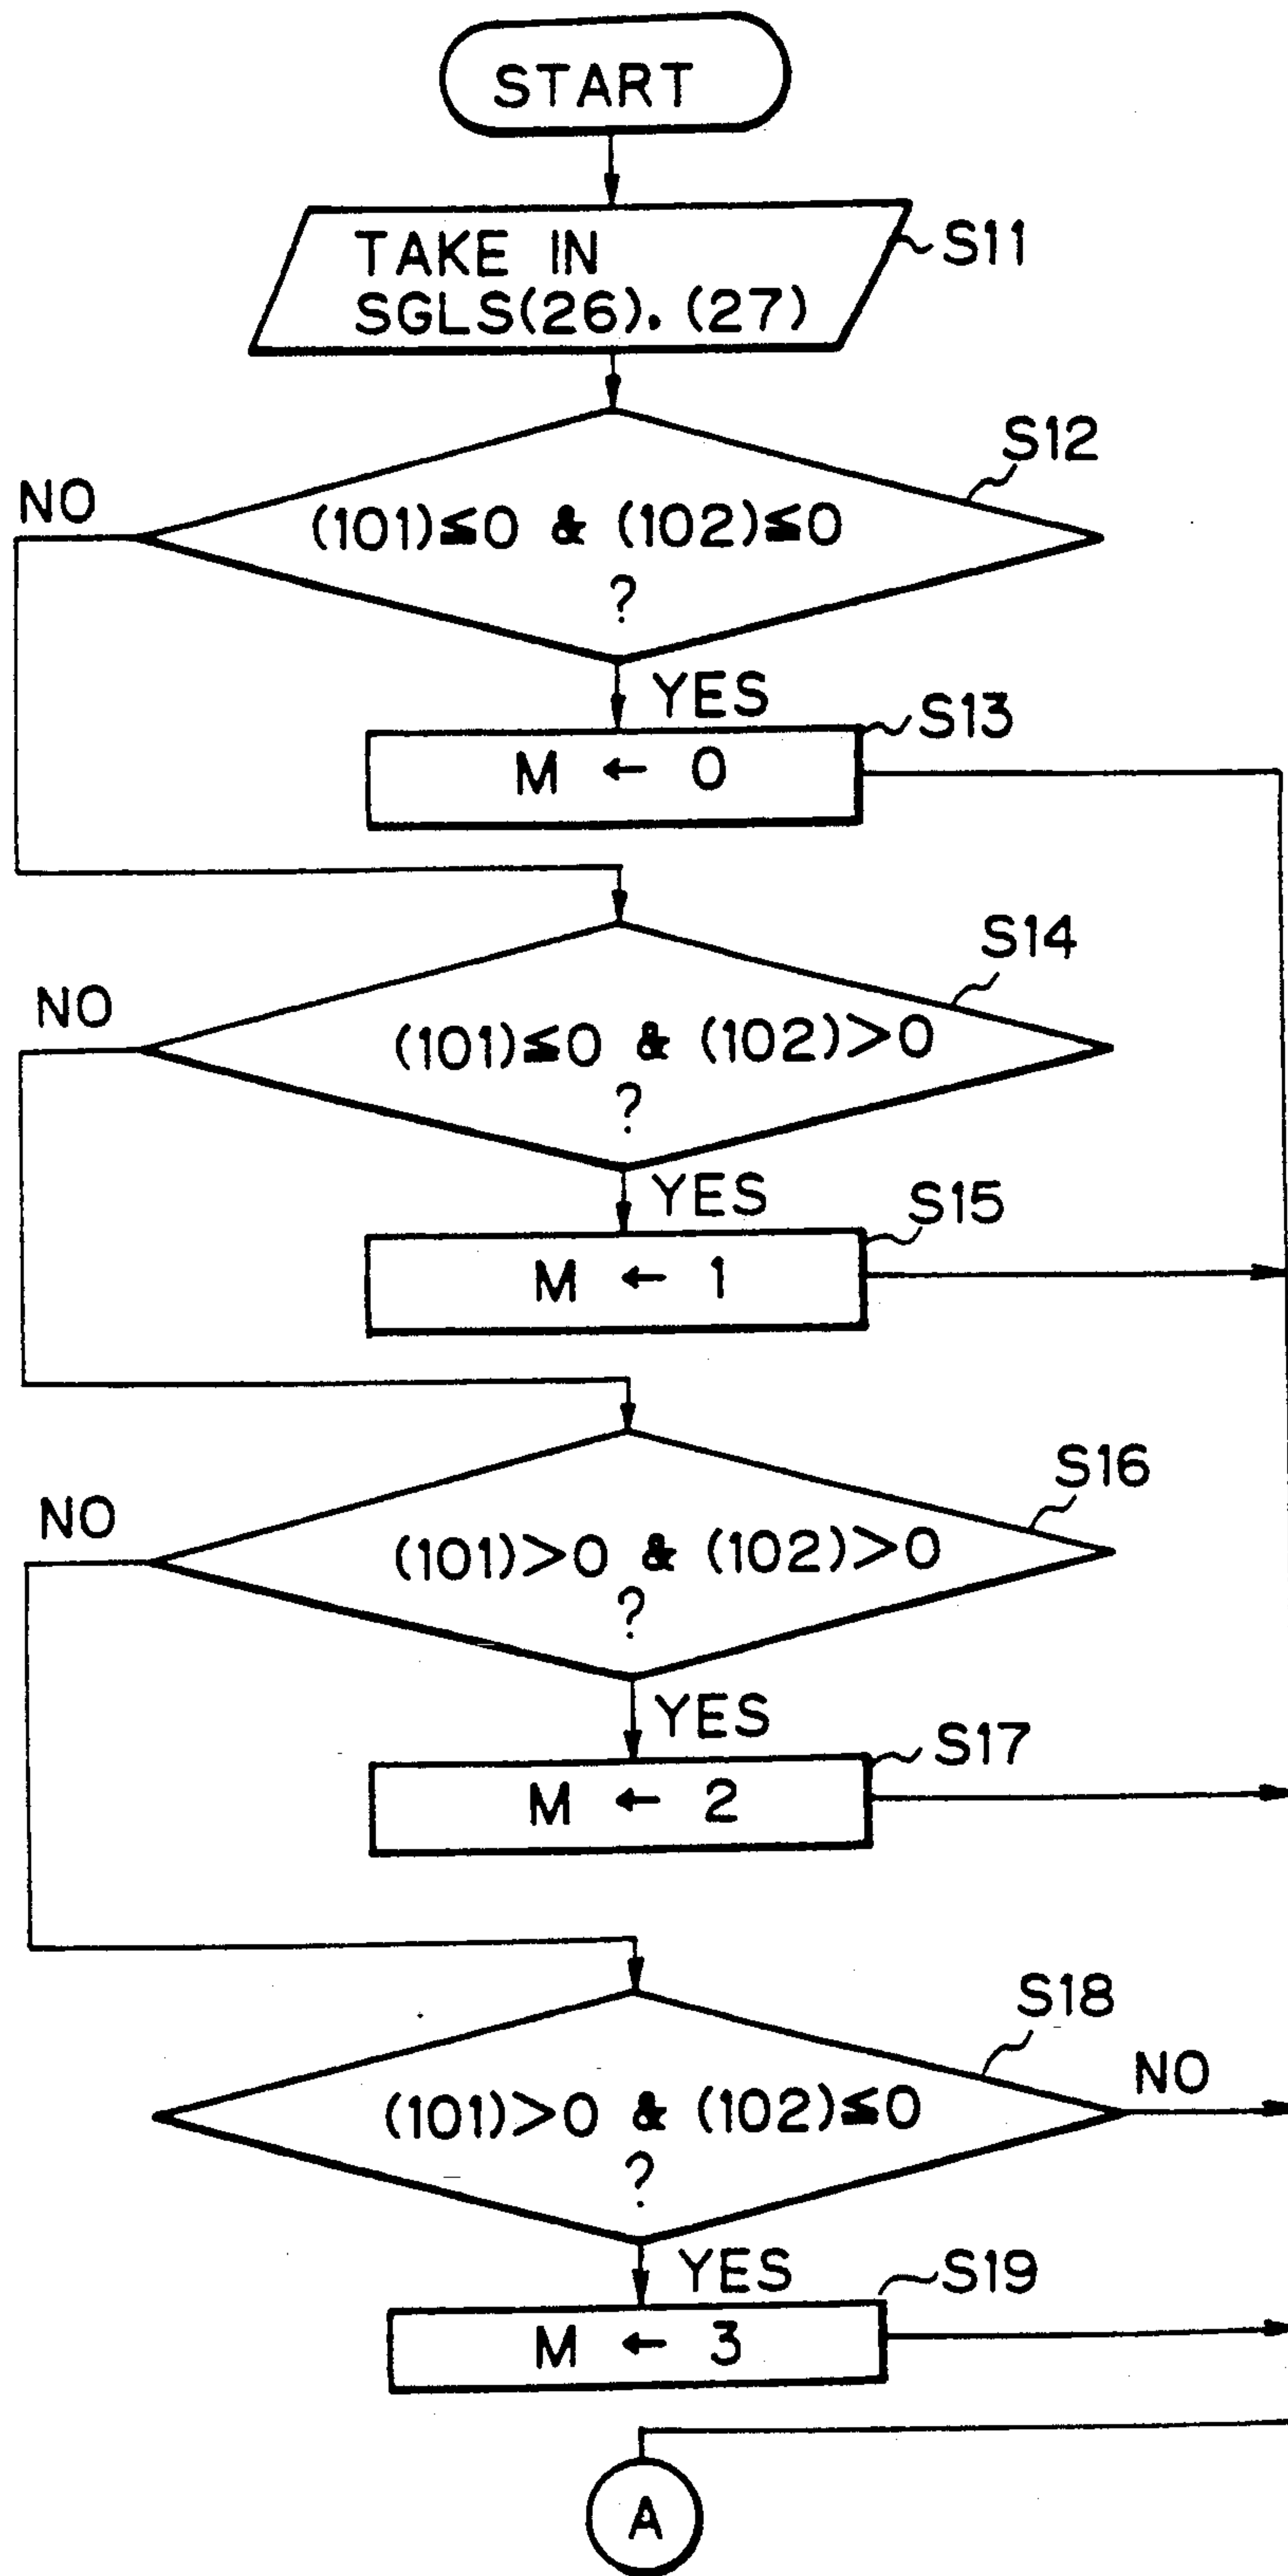 START
TAKE IN
SGLS(26). (27)
S11
S12
NO
(101)≦0 & (102)≦0
?
YES
S13
M ← 0
S14
NO
(101)≦0 & (102)>0
?
YES
S15
M ← 1
S16
NO
(101)>0 & (102)>0
?
YES
S17
M ← 2
S18
NO
(101)>0 & (102)≦0
?
YES
S19
M ← 3
A